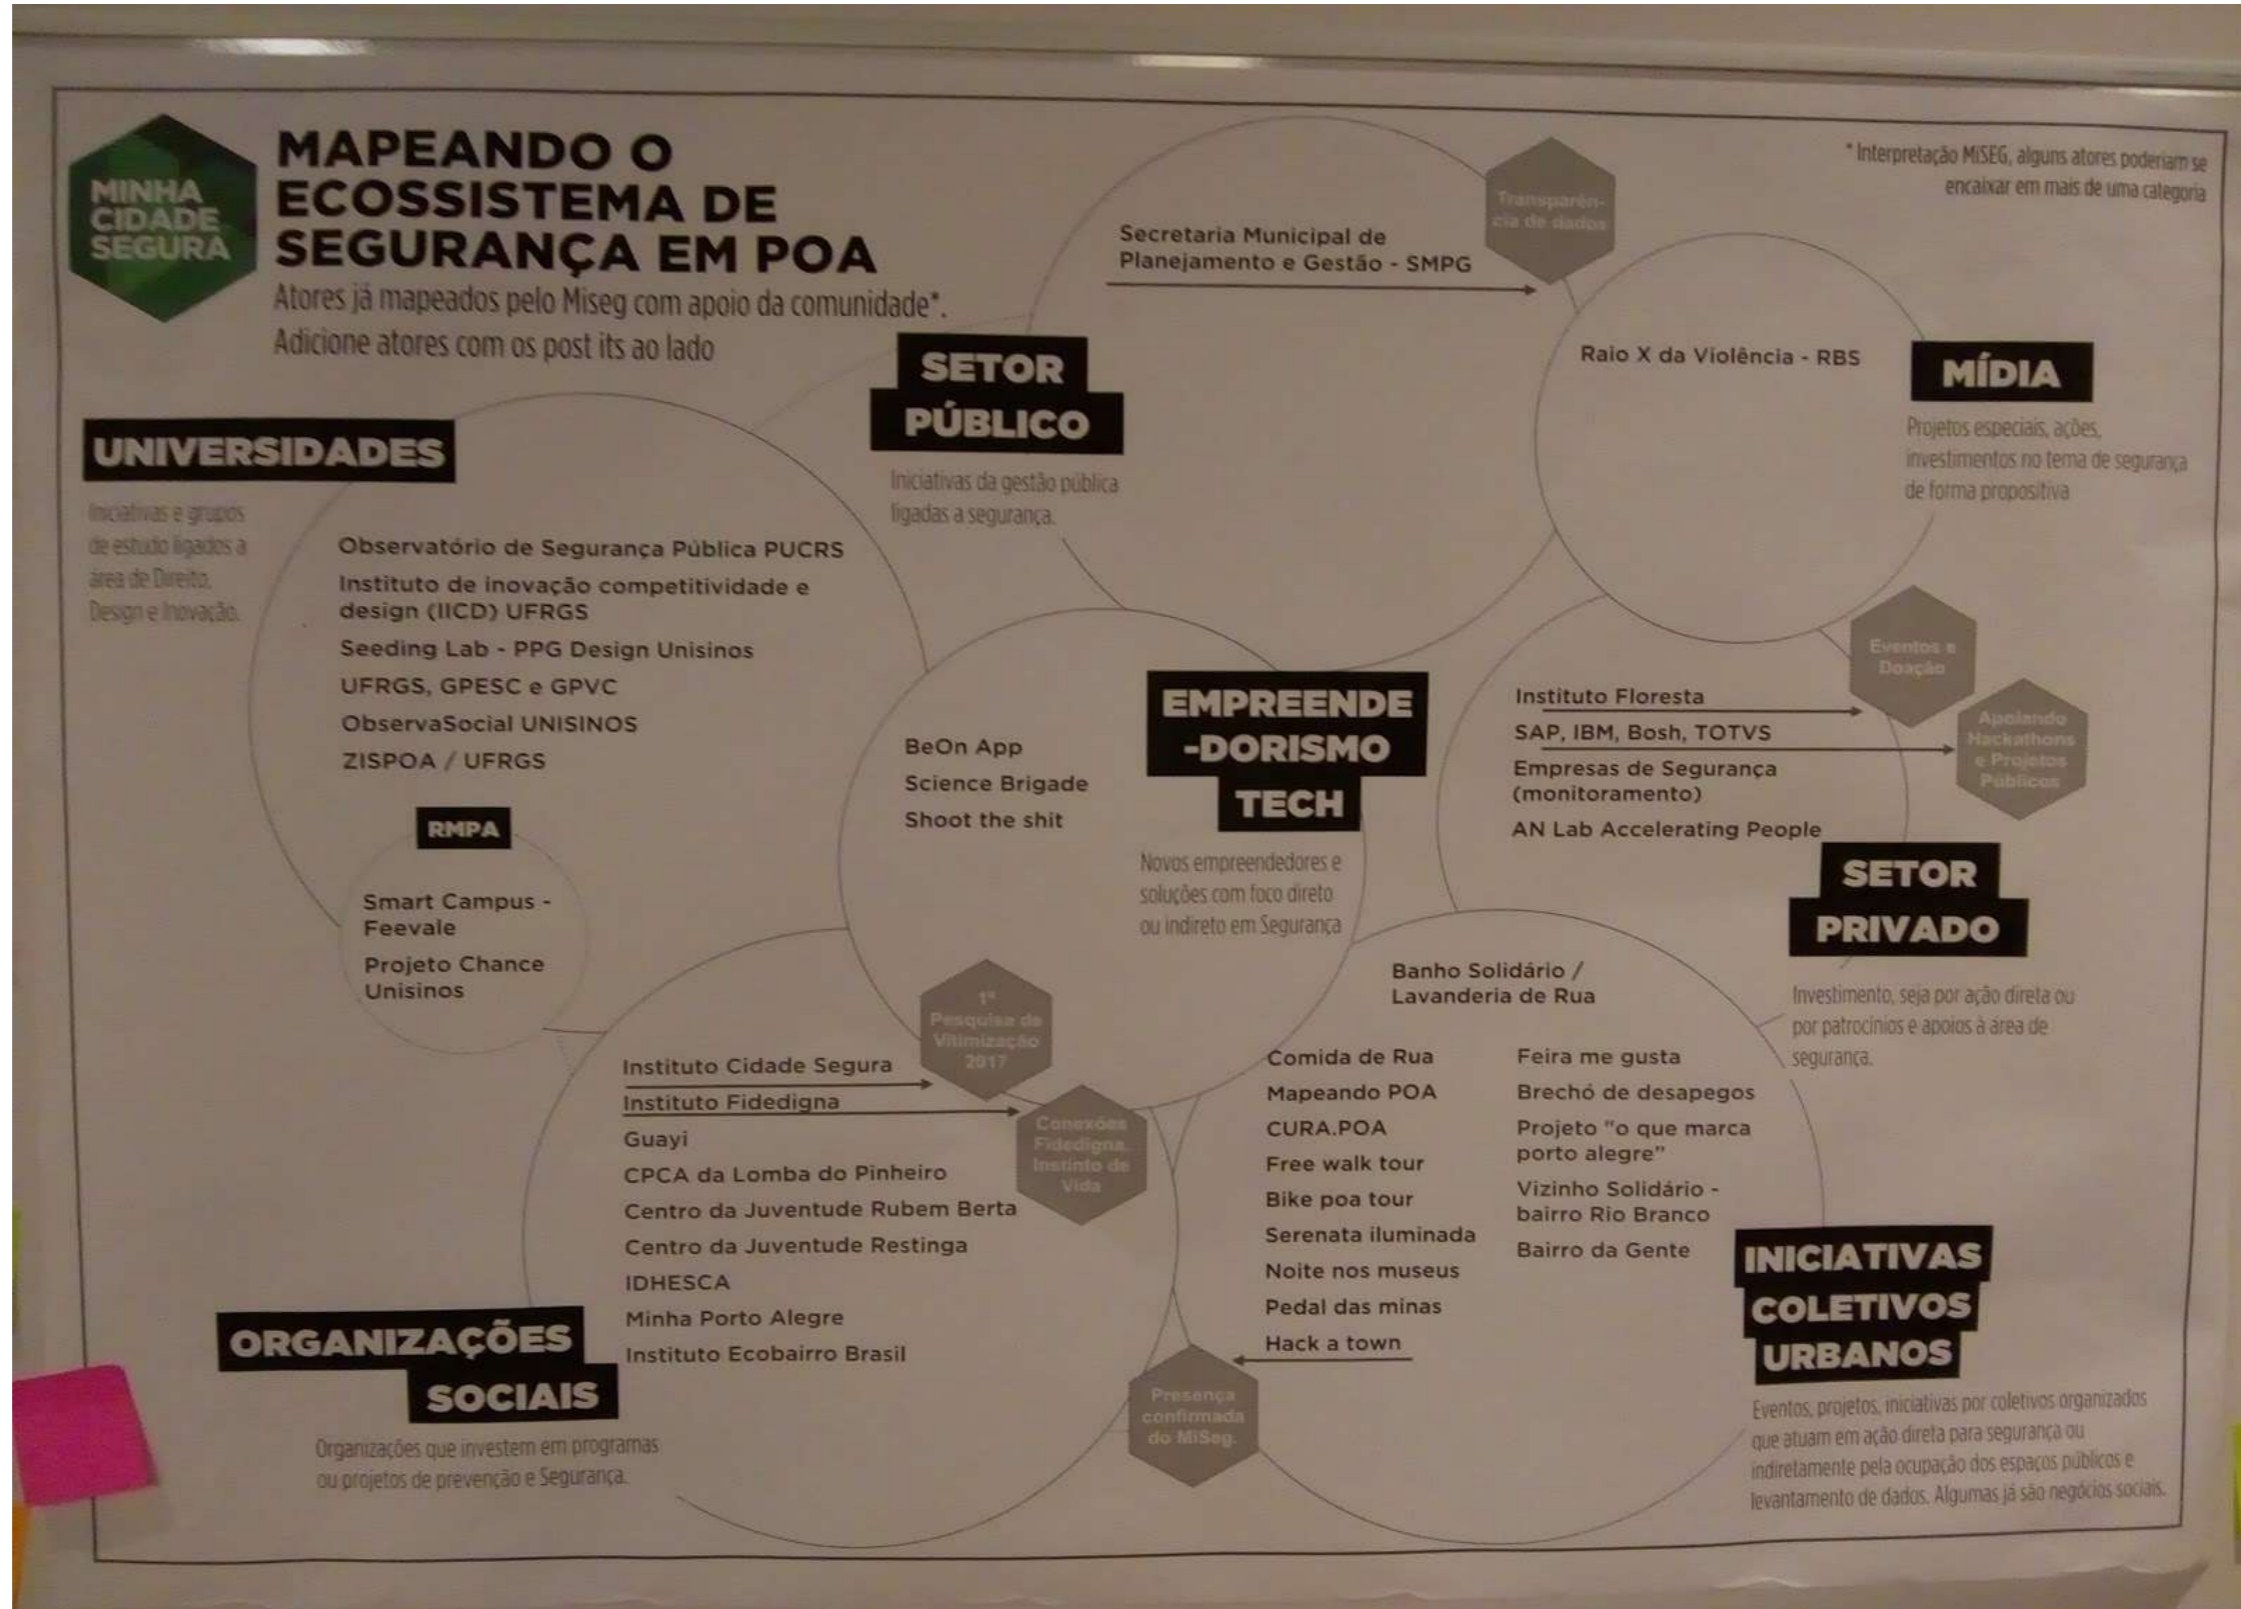 MINHA
CIDADE
SEGURA
MAPEANDO O
ECOSSISTEMA DE
SEGURANÇA EM POA
Atores já mapeados pelo Miseg com apoio da comunidade*.
Adicione atores com os post its ao lado
* Interpretação MiSEG, alguns atores poderiam se
encaixar em mais de uma categoria
Secretaria Municipal de
Planejamento e Gestão - SMPG
Transparên-
cia de dados
SETOR
PÚBLICO
Iniciativas da gestão pública
ligadas a segurança.
Raio X da Violência - RBS
MÍDIA
Projetos especiais, ações,
investimentos no tema de segurança
de forma propositiva
UNIVERSIDADES
Iniciativas e grupos
de estudo ligados a
área de Direito,
Design e Inovação.
Observatório de Segurança Pública PUCRS
Instituto de inovação competitividade e
design (IICD) UFRGS
Seeding Lab - PPG Design Unisinos
UFRGS, GPESC e GPVC
ObservaSocial UNISINOS
ZISPOA / UFRGS
RMPA
Smart Campus -
Feevale
Projeto Chance
Unisinos
EMPREENDE
-DORISMO
TECH
BeOn App
Science Brigade
Shoot the shit
Novos empreendedores e
soluções com foco direto
ou indireto em Segurança
Eventos e
Doação
Instituto Floresta
SAP, IBM, Bosh, TOTVS
Empresas de Segurança
(monitoramento)
AN Lab Accelerating People
Apoiando
Hackathons
e Projetos
Públicos
SETOR
PRIVADO
Investimento, seja por ação direta ou
por patrocínios e apoios à área de
segurança.
1ª
Pesquisa de
Vitimização
2017
Instituto Cidade Segura
Instituto Fidedigna
Guayi
CPCA da Lomba do Pinheiro
Centro da Juventude Rubem Berta
Centro da Juventude Restinga
IDHESCA
Minha Porto Alegre
Instituto Ecobairro Brasil
Conexões
Fidedigna,
Instinto de
Vida
ORGANIZAÇÕES
SOCIAIS
Organizações que investem em programas
ou projetos de prevenção e Segurança.
Banho Solidário /
Lavanderia de Rua
Comida de Rua
Mapeando POA
CURA.POA
Free walk tour
Bike poa tour
Serenata iluminada
Noite nos museus
Pedal das minas
Hack a town
Feira me gusta
Brechó de desapegos
Projeto "o que marca
porto alegre"
Vizinho Solidário -
bairro Rio Branco
Bairro da Gente
Presença
confirmada
do MiSeg.
INICIATIVAS
COLETIVOS
URBANOS
Eventos, projetos, iniciativas por coletivos organizados
que atuam em ação direta para segurança ou
indiretamente pela ocupação dos espaços públicos e
levantamento de dados. Algumas já são negócios sociais.